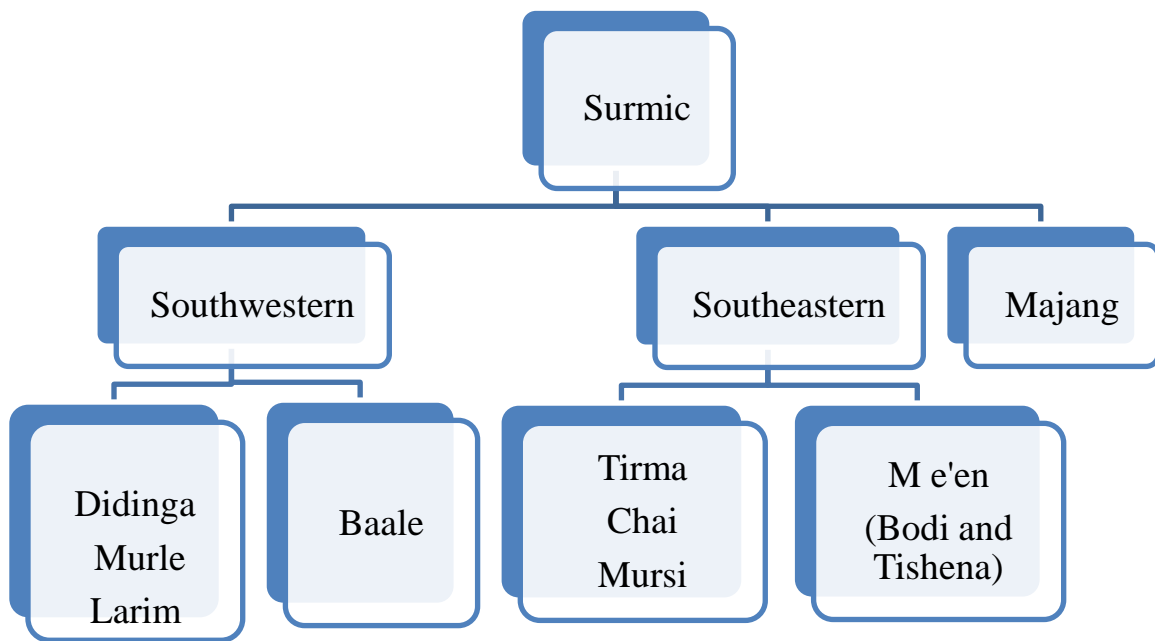 Surmic
Southwestern
Southeastern
Majang
Didinga
Murle
Larim
Baale
Tirma
Chai
Mursi
M e'en
(Bodi and
Tishena)